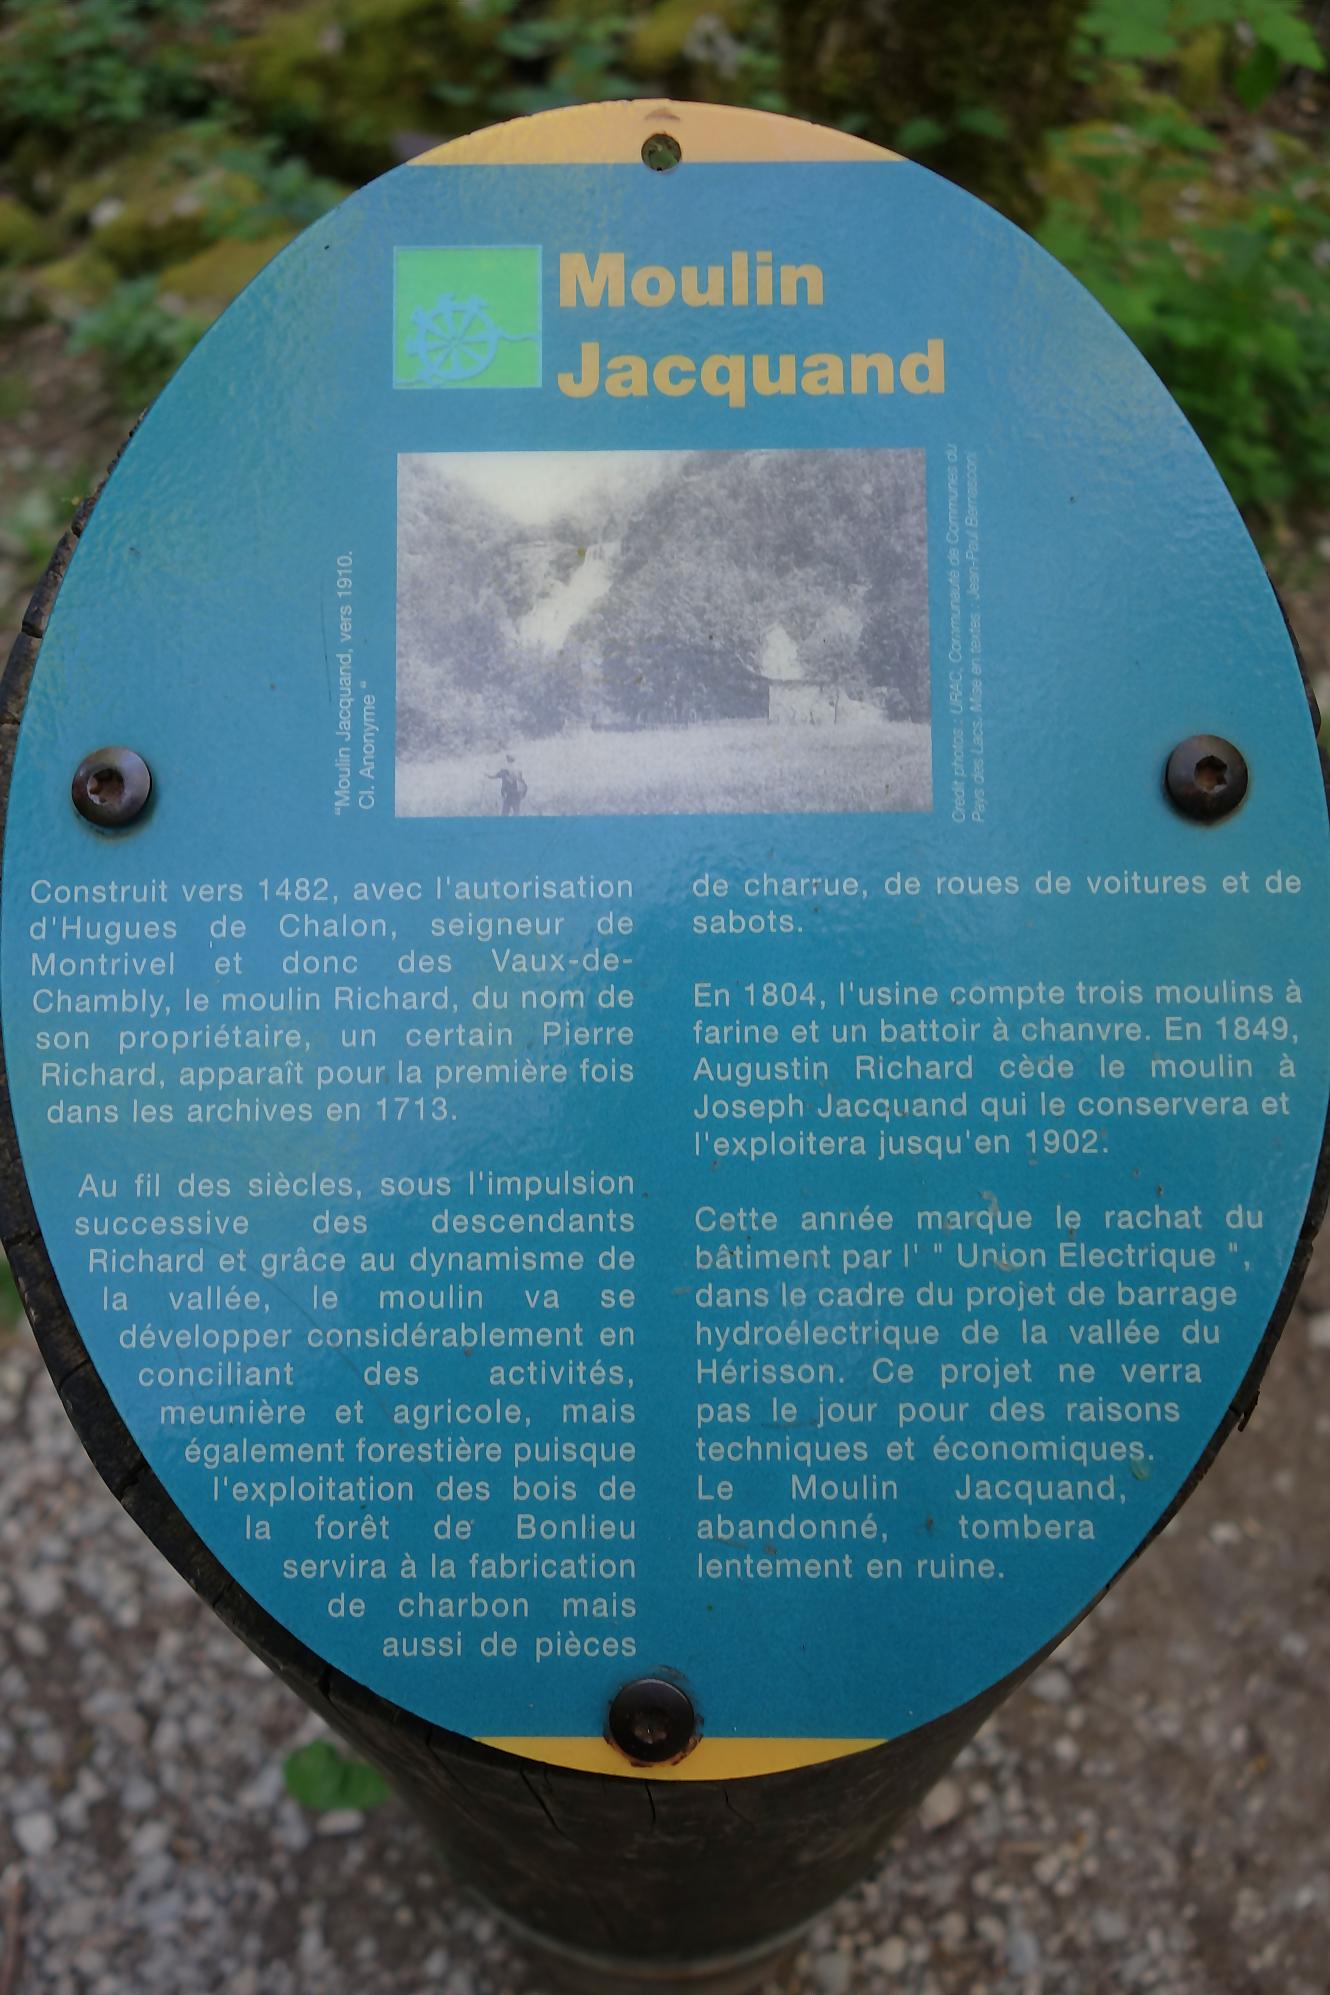 Moulin
Jacquand
"Moulin Jacquand, vers 1910.
Cl. Anonyme "
Crédit photos : URAC, Communauté de Communes du
Pays des Lacs. Mise en textes : Jean-Paul Bernasconi
Construit vers 1482, avec l'autorisation
d'Hugues de Chalon, seigneur de
Montrivel et donc des Vaux-de-
Chambly, le moulin Richard, du nom de
son propriétaire, un certain Pierre
Richard, apparaît pour la première fois
dans les archives en 1713.
Au fil des siècles, sous l'impulsion
successive des descendants
Richard et grâce au dynamisme de
la vallée, le moulin va se
développer considérablement en
conciliant des activités,
meunière et agricole, mais
également forestière puisque
l'exploitation des bois de
la forêt de Bonlieu
servira à la fabrication
de charbon mais
aussi de pièces
de charrue, de roues de voitures et de
sabots.
En 1804, l'usine compte trois moulins à
farine et un battoir à chanvre. En 1849,
Augustin Richard cède le moulin à
Joseph Jacquand qui le conservera et
l'exploitera jusqu'en 1902.
Cette année marque le rachat du
bâtiment par l' " Union Electrique ",
dans le cadre du projet de barrage
hydroélectrique de la vallée du
Hérisson. Ce projet ne verra
pas le jour pour des raisons
techniques et économiques.
Le Moulin Jacquand,
abandonné, tombera
lentement en ruine.